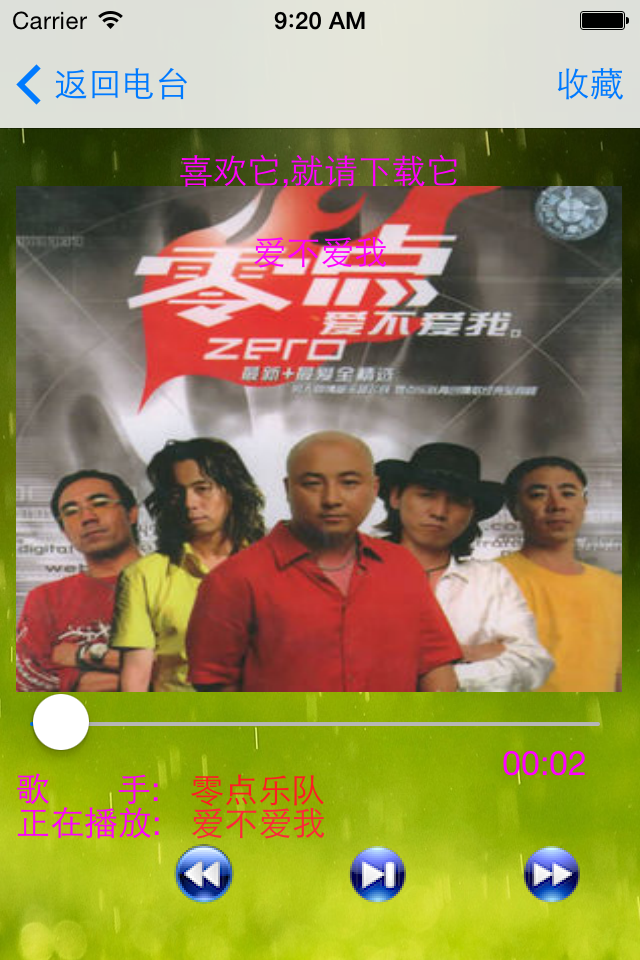 Carrier
9:20 AM
返回电台
收藏
喜欢它,就请下载它
爱不爱我
零点
爱不爱我。
zero
最新+最爱全精选
digital
web
歌 手: 零点乐队
正在播放: 爱不爱我
00:02